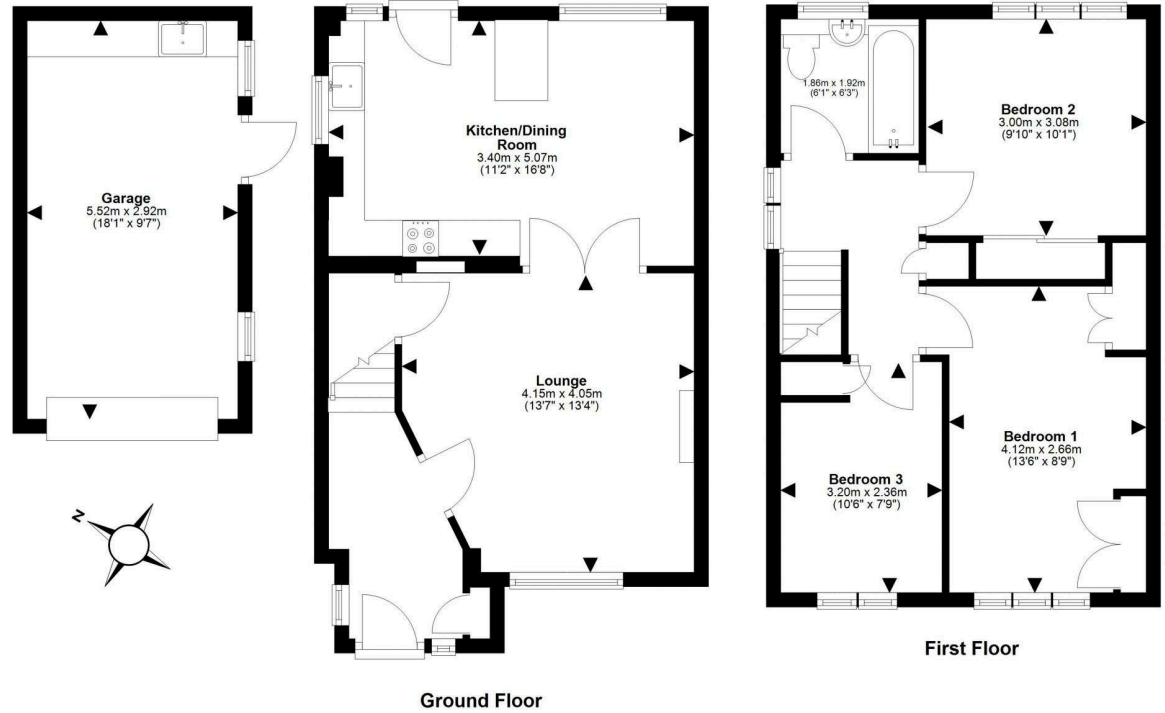 Garage
5.52m x 2.92m
(18'1" x 9'7")
Kitchen/Dining
Room
3.40m x 5.07m
(11'2" x 16'8")
Lounge
4.15m x 4.05m
(13'7" x 13'4")
Ground Floor
1.86m x 1.92m
(6'1" x 6'3")
Bedroom 2
3.00m x 3.08m
(9'10" x 10'1")
Bedroom 1
4.12m x 2.66m
(13'6" x 8'9")
Bedroom 3
3.20m x 2.36m
(10'6" x 7'9")
First Floor
N